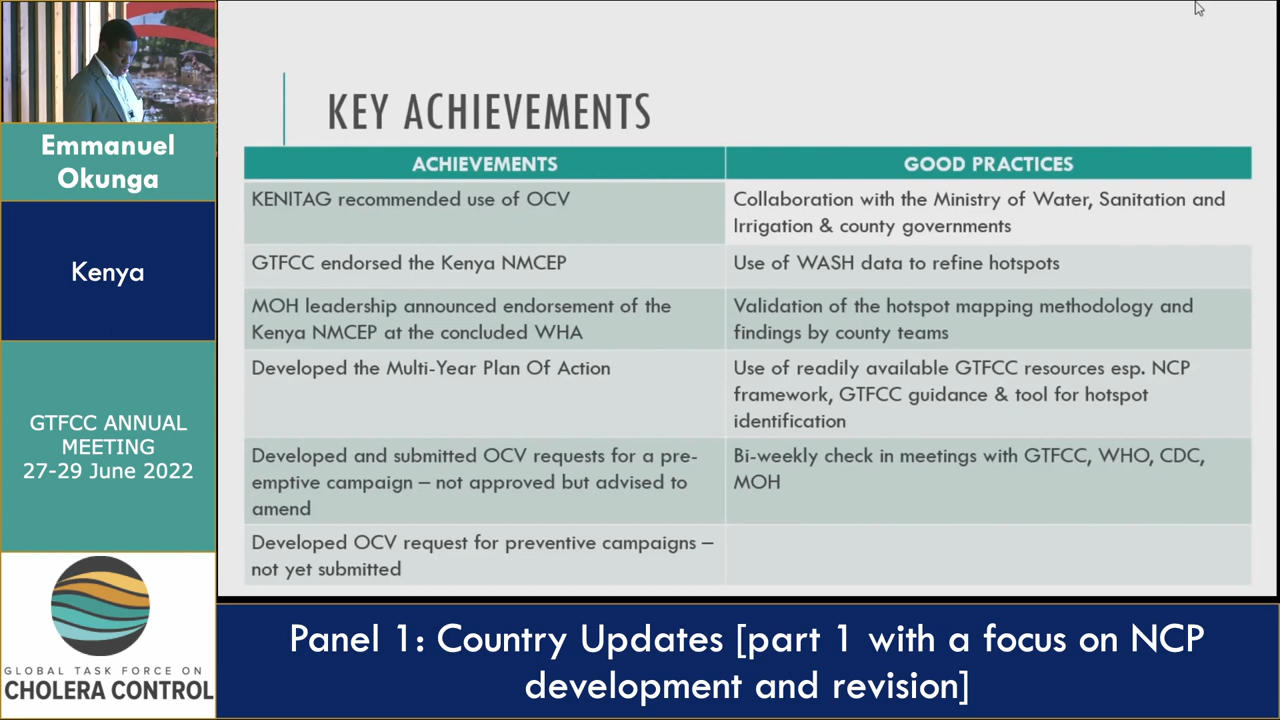 Emmanuel
Okunga
Kenya
GTFCC ANNUAL
MEETING
27-29 June 2022
GLOBAL TASK FORCE ON
CHOLERA CONTROL
KEY ACHIEVEMENTS
ACHIEVEMENTS
GOOD PRACTICES
KENITAG recommended use of OCV
Collaboration with the Ministry of Water, Sanitation and
Irrigation & county governments
GTFCC endorsed the Kenya NMCEP
Use of WASH data to refine hotspots
MOH leadership announced endorsement of the
Kenya NMCEP at the concluded WHA
Validation of the hotspot mapping methodology and
findings by county teams
Developed the Multi-Year Plan Of Action
Use of readily available GTFCC resources esp. NCP
framework, GTFCC guidance & tool for hotspot
identification
Developed and submitted OCV requests for a pre-
emptive campaign – not approved but advised to
amend
Bi-weekly check in meetings with GTFCC, WHO, CDC,
MOH
Developed OCV request for preventive campaigns –
not yet submitted
Panel 1: Country Updates [part 1 with a focus on NCP
development and revision]